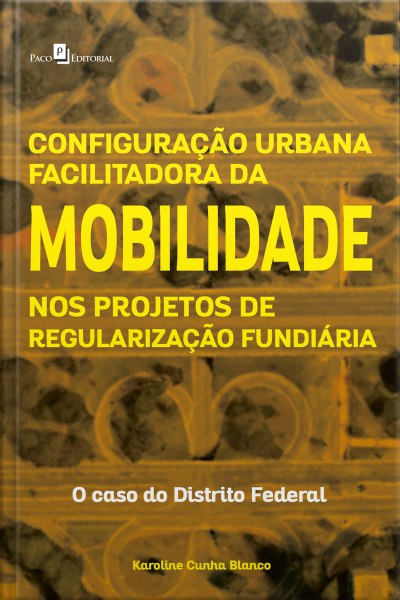 PACO EDITORIAL
CONFIGURAÇÃO URBANA
FACILITADORA DA
MOBILIDADE
NOS PROJETOS DE
REGULARIZAÇÃO FUNDIÁRIA
O caso do Distrito Federal
Karoline Cunha Blanco